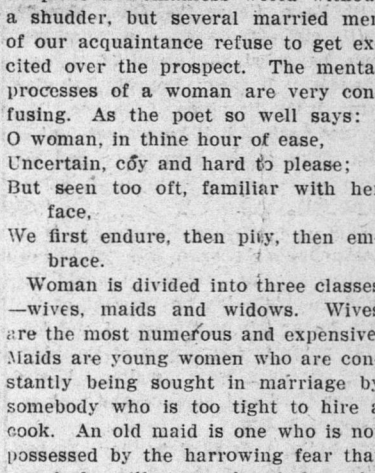 a shudder, but several married men
of our acquaintance refuse to get ex-
cited over the prospect. The mental
processes of a woman are very con-
fusing. As the poet so well says:
O woman, in thine hour of ease,
Uncertain, coy and hard to please;
But seen too oft, familiar with her
face,
We first endure, then pity, then em-
brace.
Woman is divided into three classes
—wives, maids and widows. Wives
are the most numerous and expensive.
Maids are young women who are con-
stantly being sought in marriage by
somebody who is too tight to hire a
cook. An old maid is one who is not
possessed by the harrowing fear that